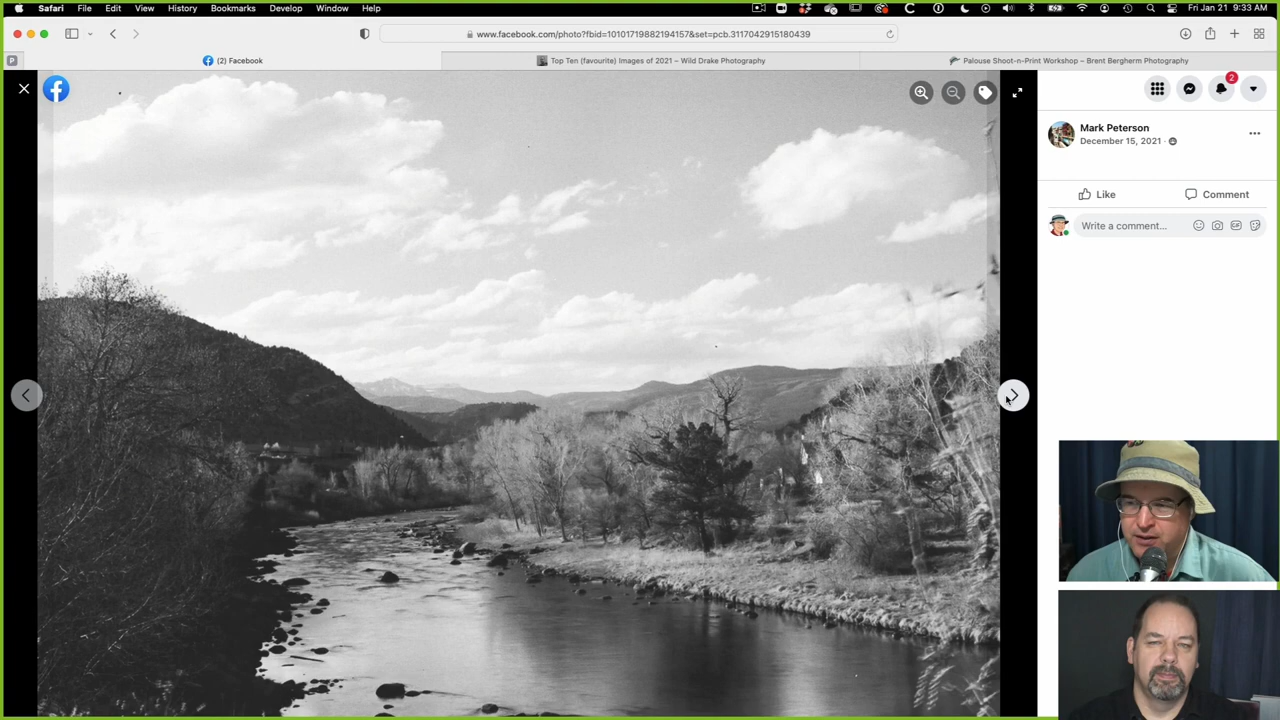 Safari File Edit View History Bookmarks Develop Window Help Fri Jan 21 9:33 AM
www.facebook.com/photo?fbid=10101719882194157&set=pcb.3117042915180439
(2) Facebook Top Ten (favourite) Images of 2021 – Wild Drake Photography Palouse Shoot-n-Print Workshop – Brent Bergherm Photography
2
Mark Peterson
December 15, 2021
Like Comment
Write a comment...